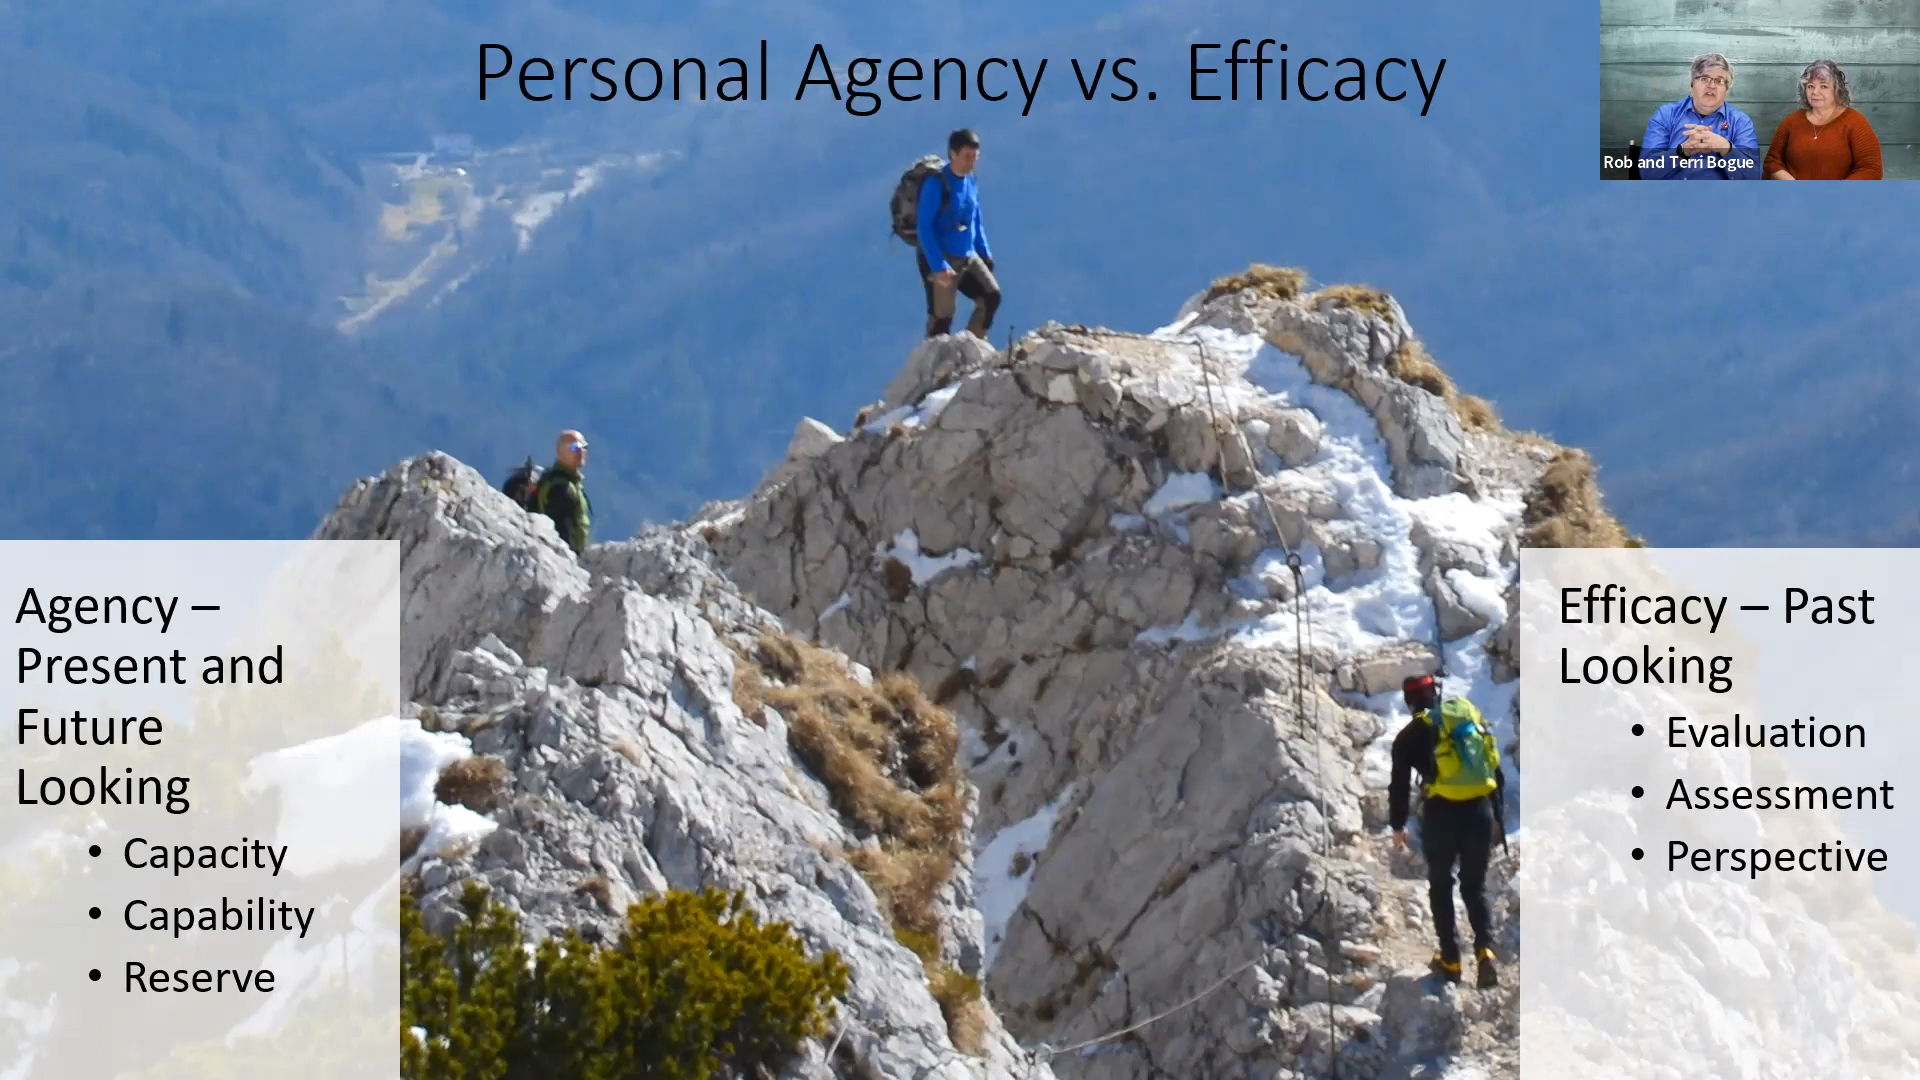 Personal Agency vs. Efficacy
Rob and Terri Bogue
Agency –
Present and
Future
Looking
• Capacity
• Capability
• Reserve
Efficacy – Past
Looking
• Evaluation
• Assessment
• Perspective